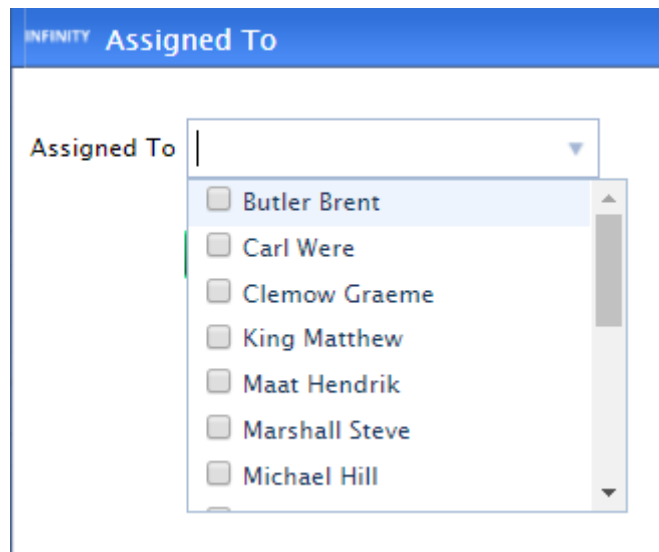 INFINITY Assigned To
Assigned To
Butler Brent
Carl Were
Clemow Graeme
King Matthew
Maat Hendrik
Marshall Steve
Michael Hill